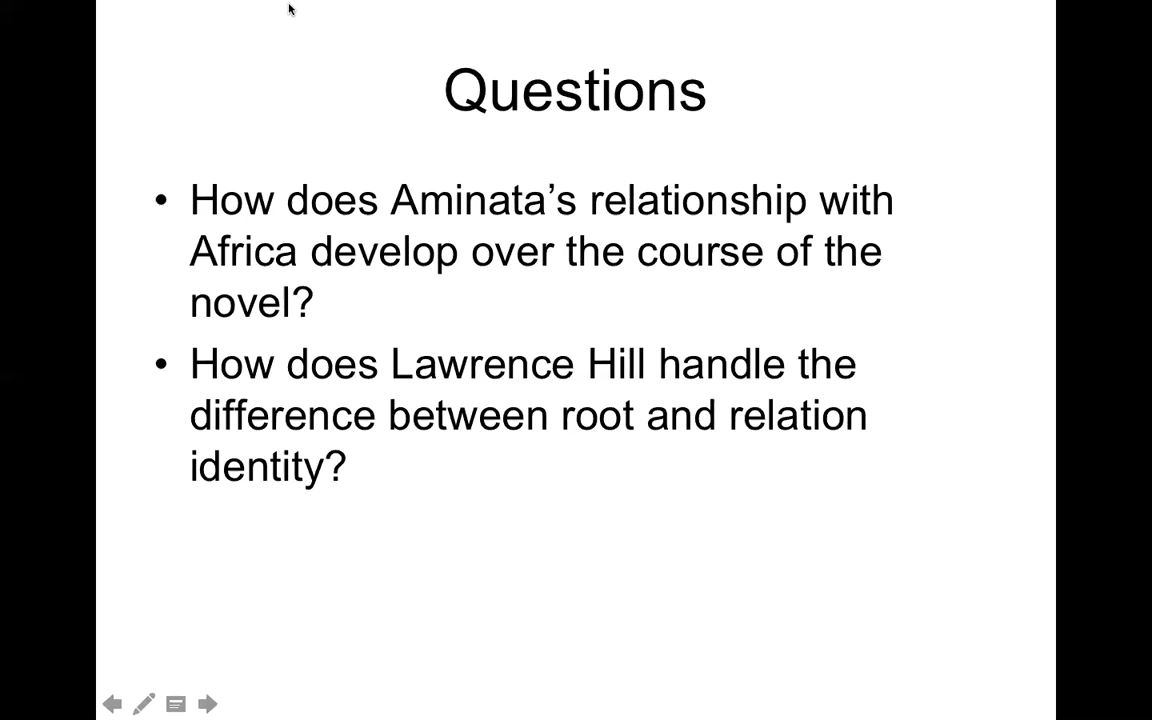 Questions
• How does Aminata’s relationship with
Africa develop over the course of the
novel?
• How does Lawrence Hill handle the
difference between root and relation
identity?